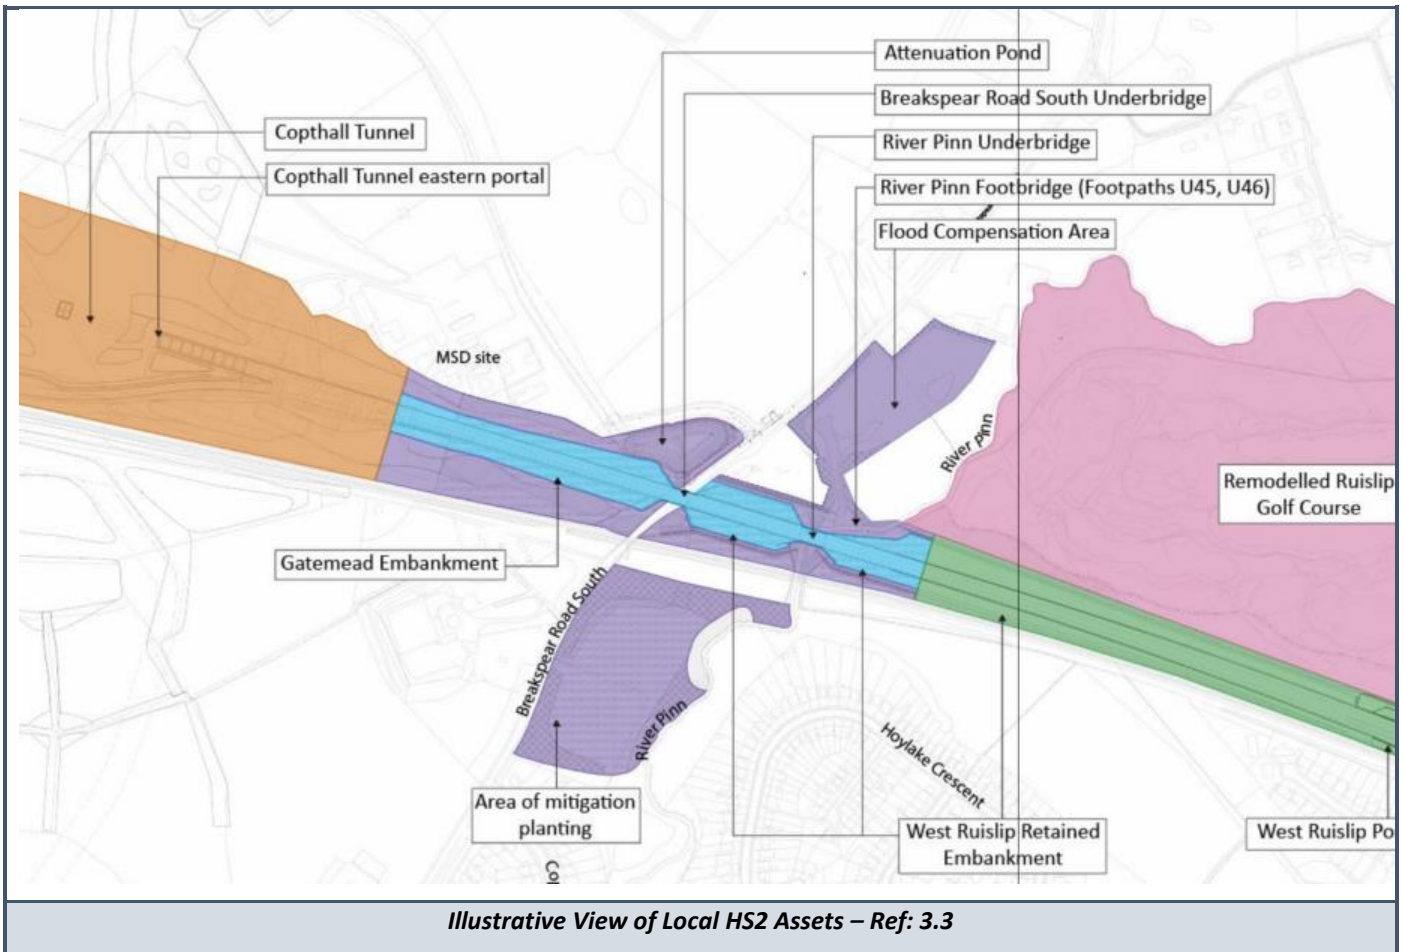 Attenuation Pond
Breakspear Road South Underbridge
Copthall Tunnel
River Pinn Underbridge
Copthall Tunnel eastern portal
River Pinn Footbridge (Footpaths U45, U46)
Flood Compensation Area
MSD site
River pinn
Remodelled Ruislip
Golf Course
Gatemead Embankment
Breakspear Road South
River Pinn
Hoylake Crescent
Area of mitigation
planting
West Ruislip Retained
Embankment
West Ruislip Po
Illustrative View of Local HS2 Assets – Ref: 3.3